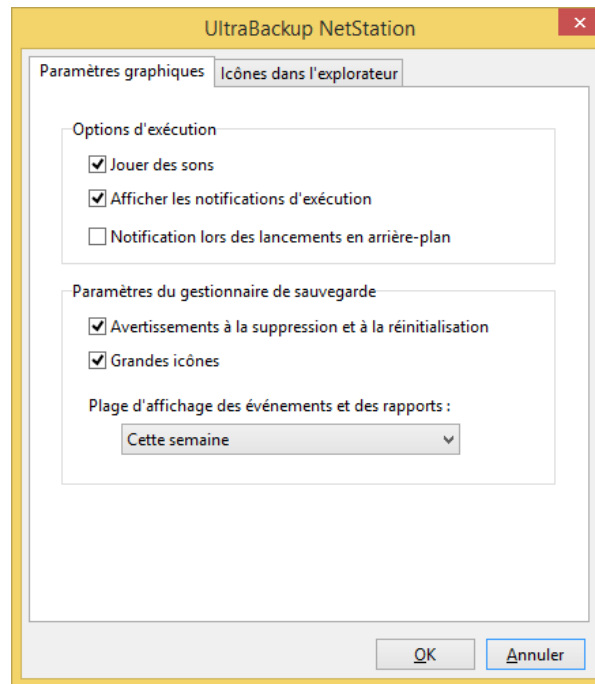 UltraBackup NetStation
Paramètres graphiques
Icônes dans l'explorateur
Options d'exécution
Jouer des sons
Afficher les notifications d'exécution
Notification lors des lancements en arrière-plan
Paramètres du gestionnaire de sauvegarde
Avertissements à la suppression et à la réinitialisation
Grandes icônes
Plage d'affichage des événements et des rapports :
Cette semaine
OK
Annuler